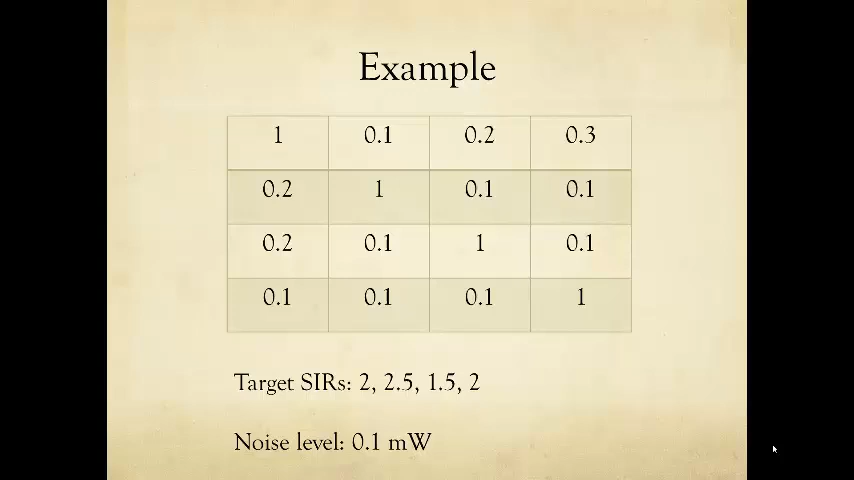 Example
1 0.1 0.2 0.3
0.2 1 0.1 0.1
0.2 0.1 1 0.1
0.1 0.1 0.1 1
Target SIRs: 2, 2.5, 1.5, 2
Noise level: 0.1 mW